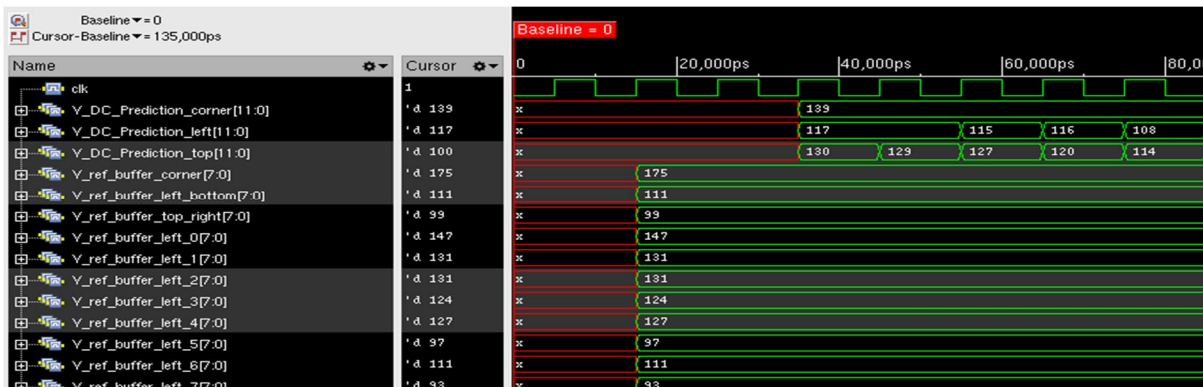 Baseline ▾= 0
Cursor-Baseline ▾= 135,000ps
Baseline = 0
Name Cursor 0 20,000ps 40,000ps 60,000ps 80,0
clk 1
Y_DC_Prediction_corner[11:0] 'd 139 x 139
Y_DC_Prediction_left[11:0] 'd 117 x 117 115 116 108
Y_DC_Prediction_top[11:0] 'd 100 x 130 129 127 120 114
Y_ref_buffer_corner[7:0] 'd 175 x 175
Y_ref_buffer_left_bottom[7:0] 'd 111 x 111
Y_ref_buffer_top_right[7:0] 'd 99 x 99
Y_ref_buffer_left_0[7:0] 'd 147 x 147
Y_ref_buffer_left_1[7:0] 'd 131 x 131
Y_ref_buffer_left_2[7:0] 'd 131 x 131
Y_ref_buffer_left_3[7:0] 'd 124 x 124
Y_ref_buffer_left_4[7:0] 'd 127 x 127
Y_ref_buffer_left_5[7:0] 'd 97 x 97
Y_ref_buffer_left_6[7:0] 'd 111 x 111
Y_ref_buffer_left_7[7:0] 'd 93 x 93